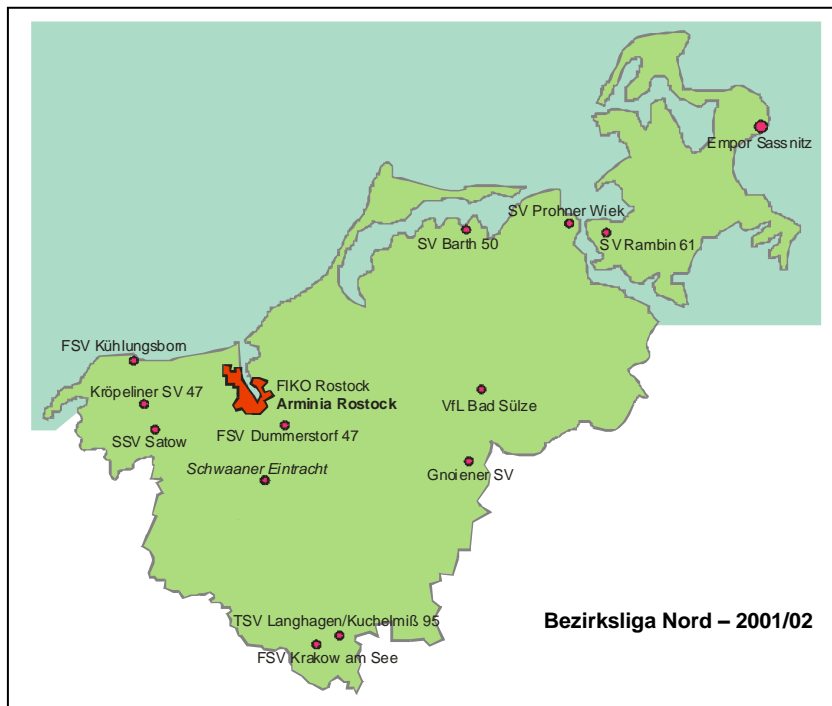 Empor Sassnitz
SV Prohner Wiek
SV Barth 50
SV Rambin 61
FSV Kühlungsborn
FIKO Rostock
Kröpeliner SV 47
Arminia Rostock
VfL Bad Sülze
SSV Satow
FSV Dummerstorf 47
Schwaaner Eintracht
Gnoiener SV
TSV Langhagen/Kuchelmiß 95
Bezirksliga Nord – 2001/02
FSV Krakow am See